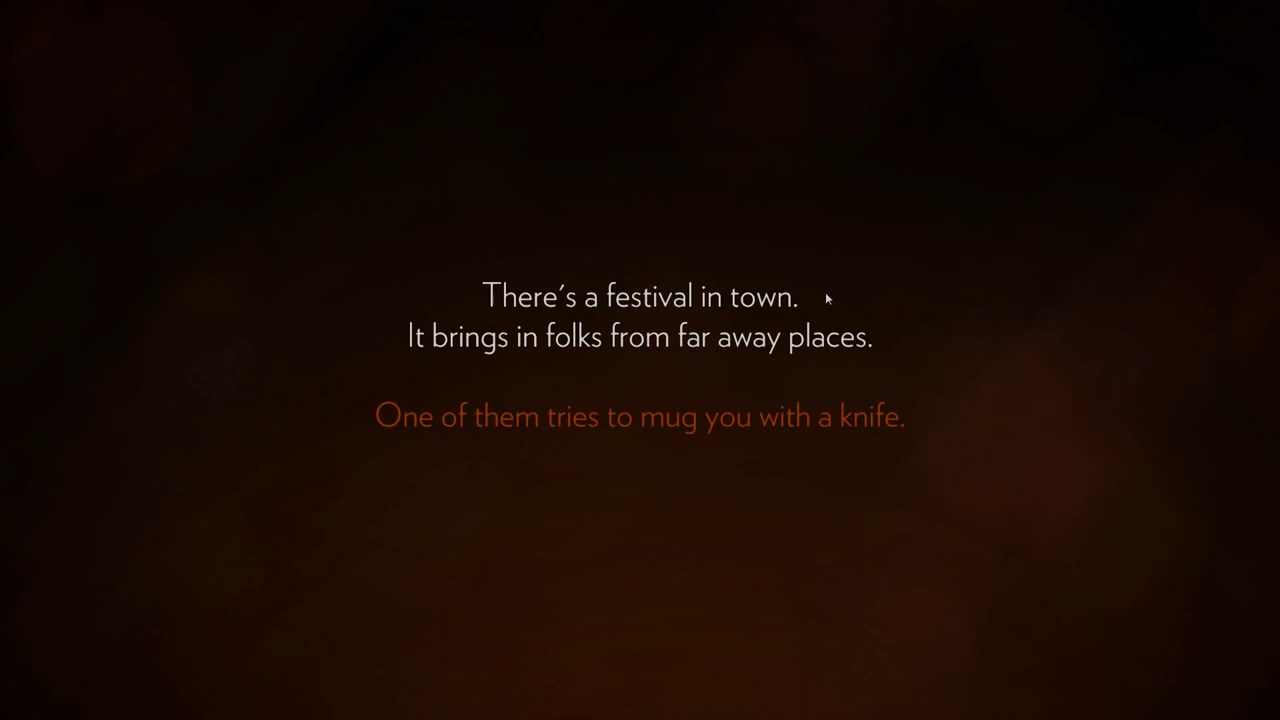 There's a festival in town.
It brings in folks from far away places.
One of them tries to mug you with a knife.